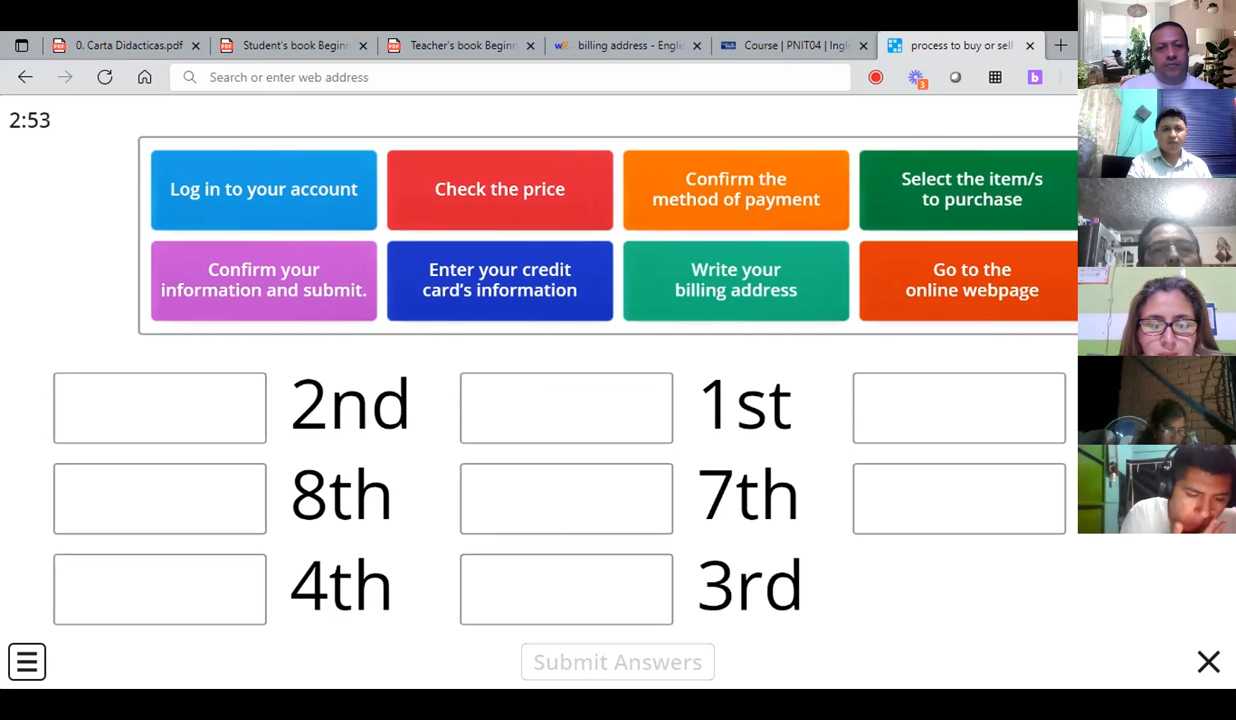 0. Carta Didacticas.pdf
Student's book Beginn
Teacher's book Beginn
billing address - Engli
Course | PNIT04 | Ingl
process to buy or sell
Search or enter web address
3
b
2:53
Log in to your account
Check the price
Confirm the
method of payment
Select the item/s
to purchase
Confirm your
information and submit.
Enter your credit
card's information
Write your
billing address
Go to the
online webpage
2nd
1st
8th
7th
4th
3rd
Submit Answers